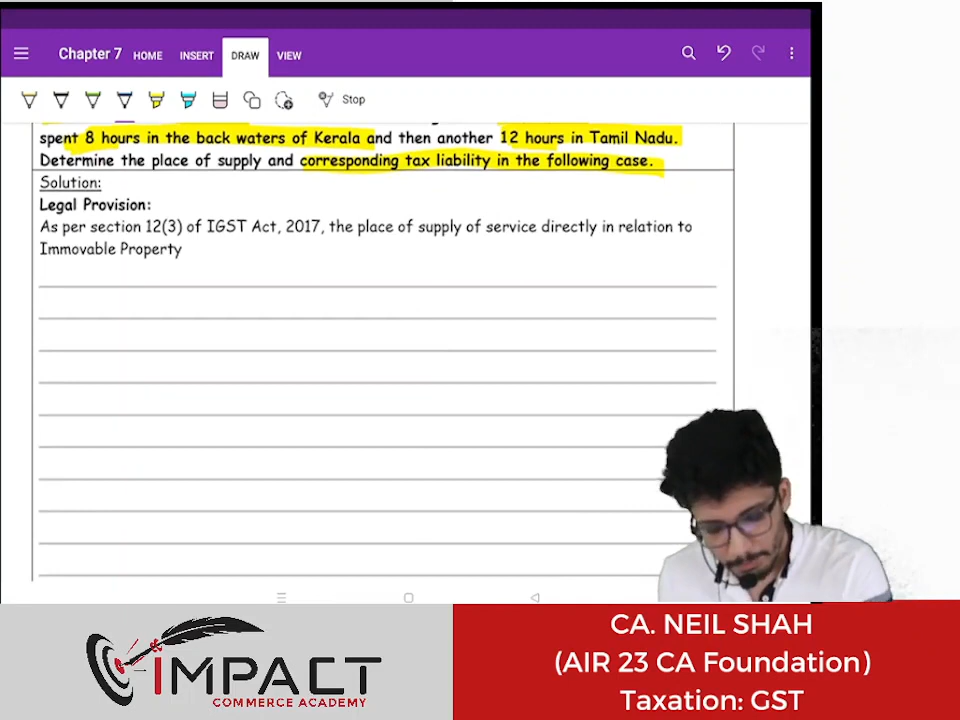 Chapter 7 HOME INSERT DRAW VIEW
Stop
spent 8 hours in the back waters of Kerala and then another 12 hours in Tamil Nadu.
Determine the place of supply and corresponding tax liability in the following case.
Solution:
Legal Provision:
As per section 12(3) of IGST Act, 2017, the place of supply of service directly in relation to
Immovable Property
IMPACT
COMMERCE ACADEMY
CA. NEIL SHAH
(AIR 23 CA Foundation)
Taxation: GST